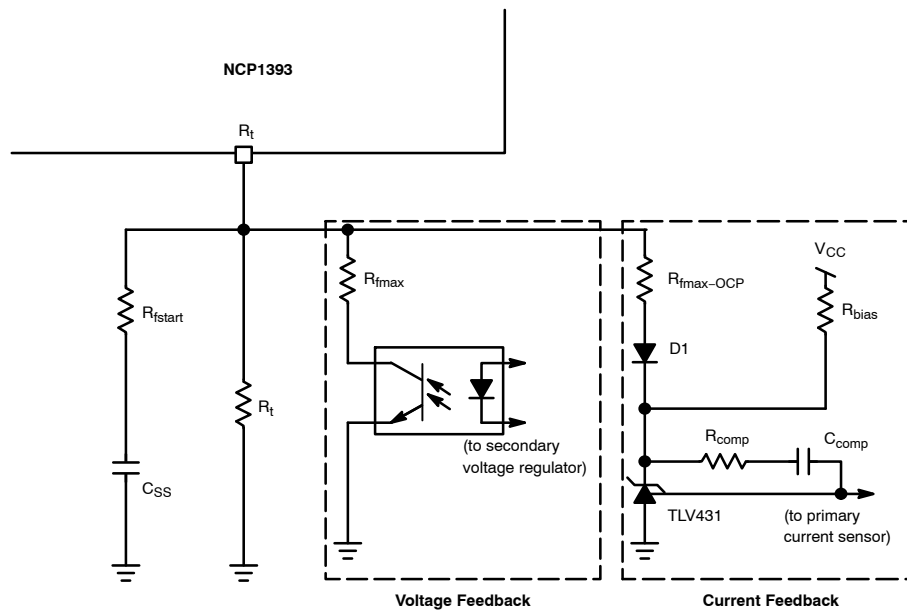 NCP1393
Rt
Rfstart
CSS
Rt
Rfmax
(to secondary
voltage regulator)
Voltage Feedback
Rfmax−OCP
D1
VCC
Rbias
Rcomp
Ccomp
TLV431
(to primary
current sensor)
Current Feedback